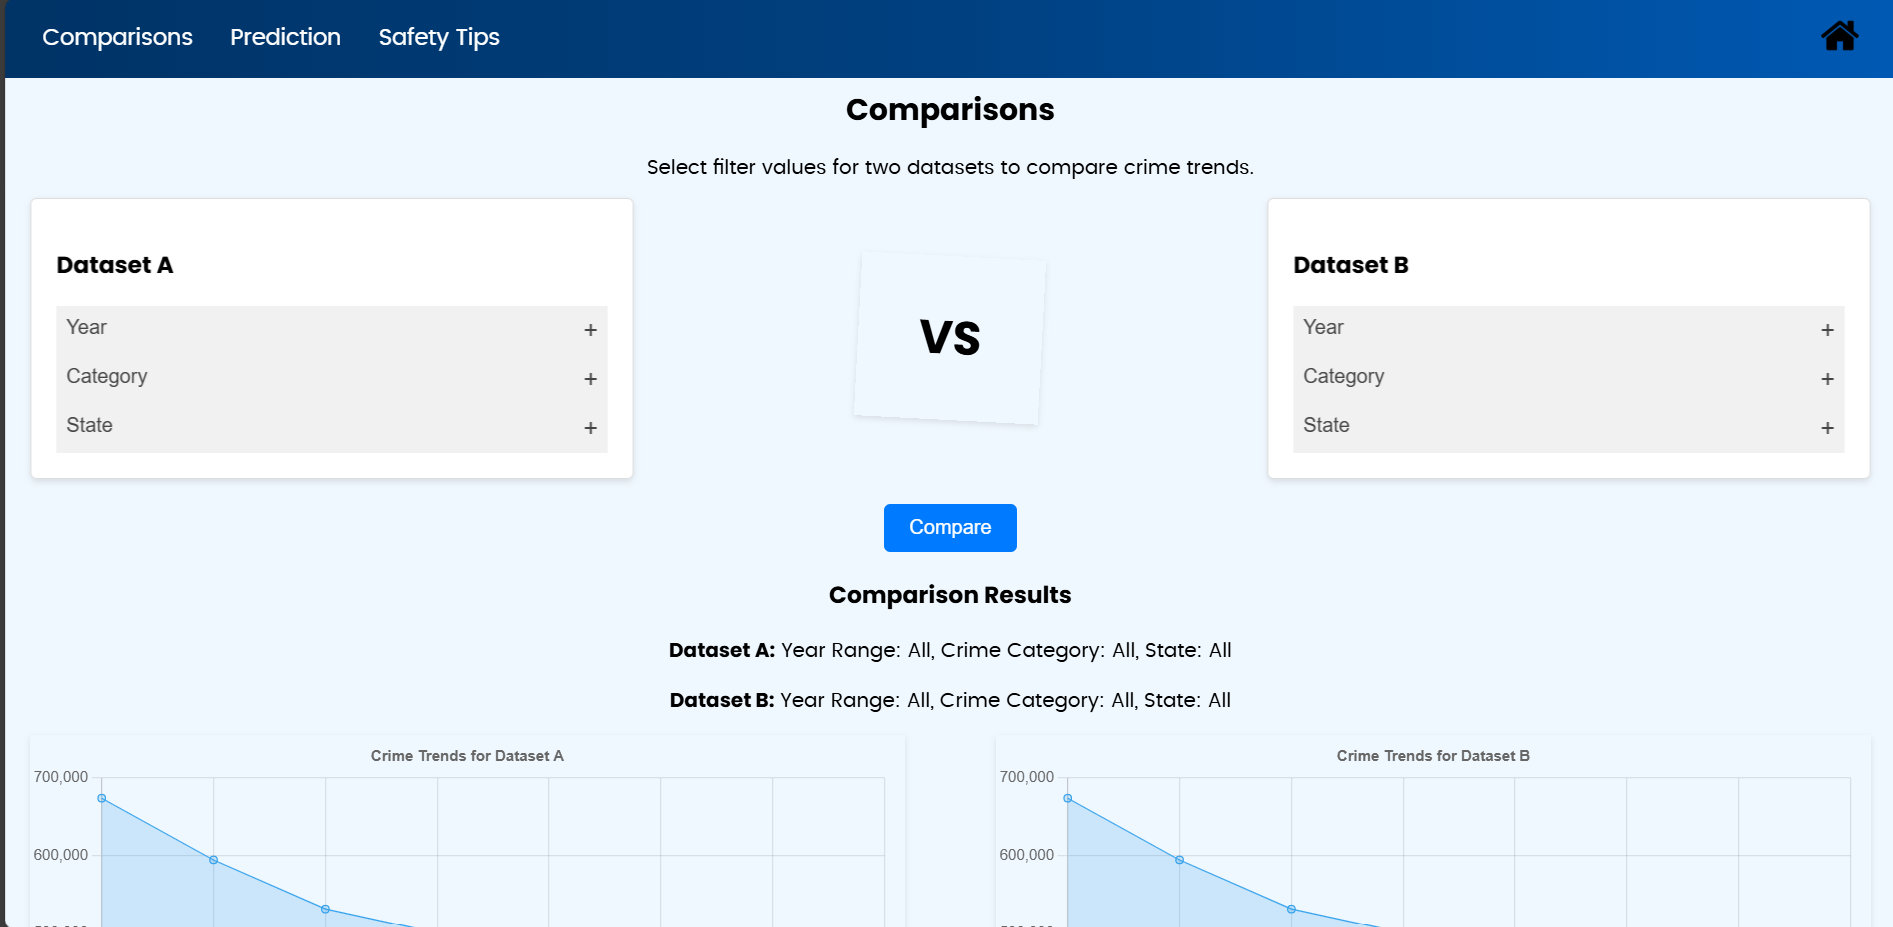 Comparisons Prediction Safety Tips
Comparisons
Select filter values for two datasets to compare crime trends.
Dataset A
Year +
Category +
State +
VS
Dataset B
Year +
Category +
State +
Compare
Comparison Results
Dataset A: Year Range: All, Crime Category: All, State: All
Dataset B: Year Range: All, Crime Category: All, State: All
Crime Trends for Dataset A
700,000
600,000
Crime Trends for Dataset B
700,000
600,000